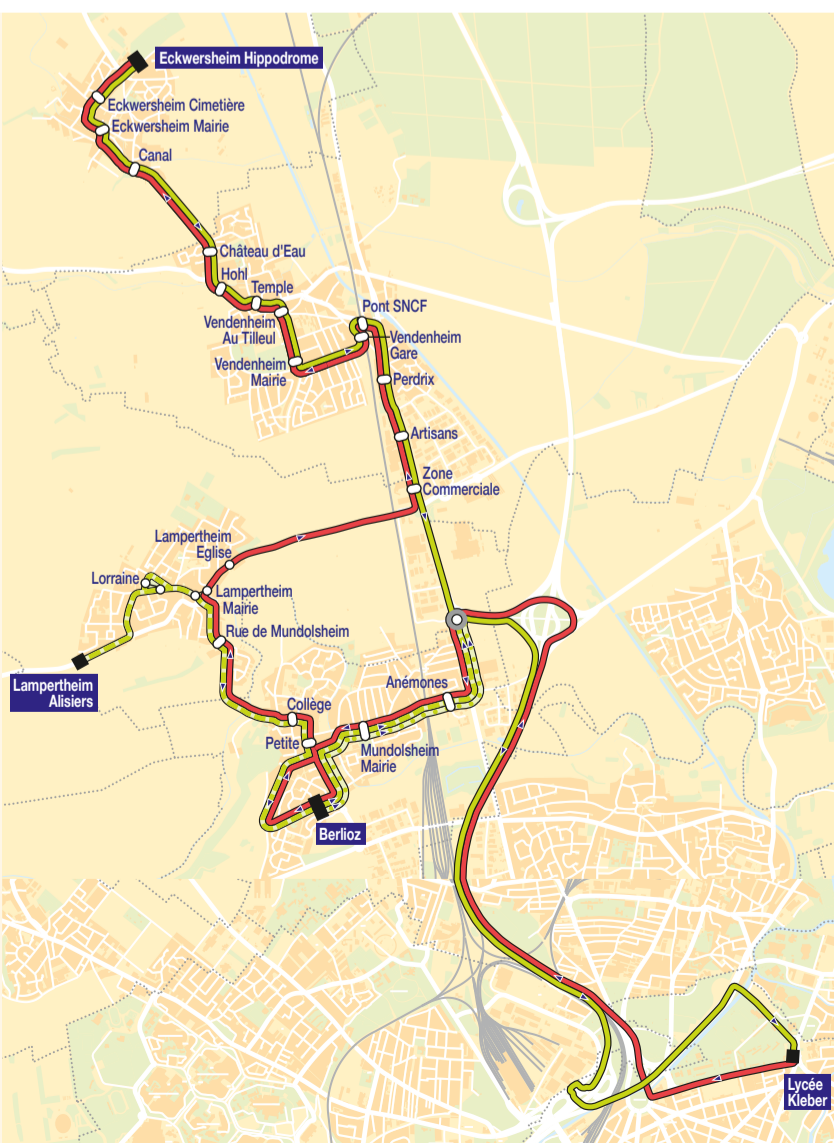 Eckwersheim Hippodrome
Eckwersheim Cimetière
Eckwersheim Mairie
Canal
Château d'Eau
Hohl
Temple
Vendenheim
Au Tilleul
Vendenheim
Mairie
Pont SNCF
Vendenheim
Gare
Perdrix
Artisans
Zone
Commerciale
Lampertheim
Eglise
Lorraine
Lampertheim
Mairie
Rue de Mundolsheim
Lampertheim
Alisiers
Anémones
Collège
Petite
Mundolsheim
Mairie
Berlioz
Lycée
Kleber